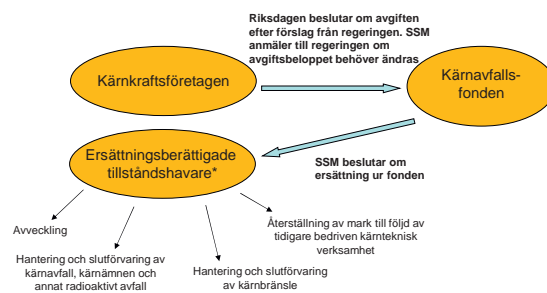 Riksdagen beslutar om avgiften
efter förslag från regeringen. SSM
anmäler till regeringen om
avgiftsbeloppet behöver ändras
Kärnkraftsföretagen
Kärnavfalls-
fonden
Ersättningsberättigade
tillståndshavare*
SSM beslutar om
ersättning ur fonden
Avveckling
Hantering och slutförvaring av
kärnavfall, kärnämnen och
annat radioaktivt avfall
Hantering och slutförvaring
av kärnbränsle
Återställning av mark till följd av
tidigare bedriven kärnteknisk
verksamhet